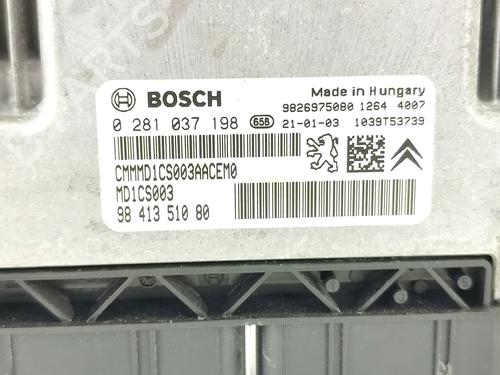 BOSCH
Made in Hungary
9826975080 1264 4007
0 281 037 198 656 21-01-03 1039T53739
CMMMD1CS003AACEM0
MD1CS003
98 413 510 80